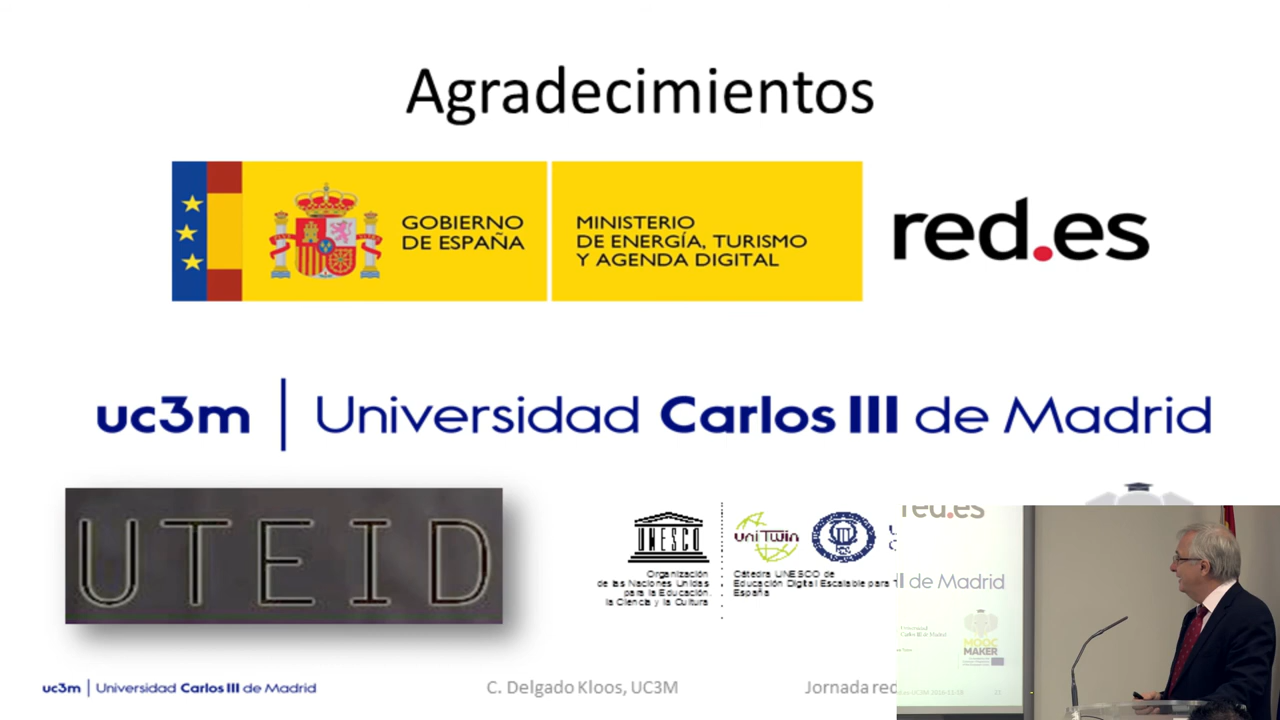 Agradecimientos
GOBIERNO
DE ESPAÑA
MINISTERIO
DE ENERGÍA, TURISMO
Y AGENDA DIGITAL
red.es
uc3m | Universidad Carlos III de Madrid
UTEID
UNESCO
Organización
de las Naciones Unidas
para la Educación,
la Ciencia y la Cultura
uniTwin
Cátedra UNESCO de
Educación Digital Escalable para
España
red.es
III de Madrid
MOOC
MAKER
uc3m | Universidad Carlos III de Madrid
C. Delgado Kloos, UC3M
Jornada red